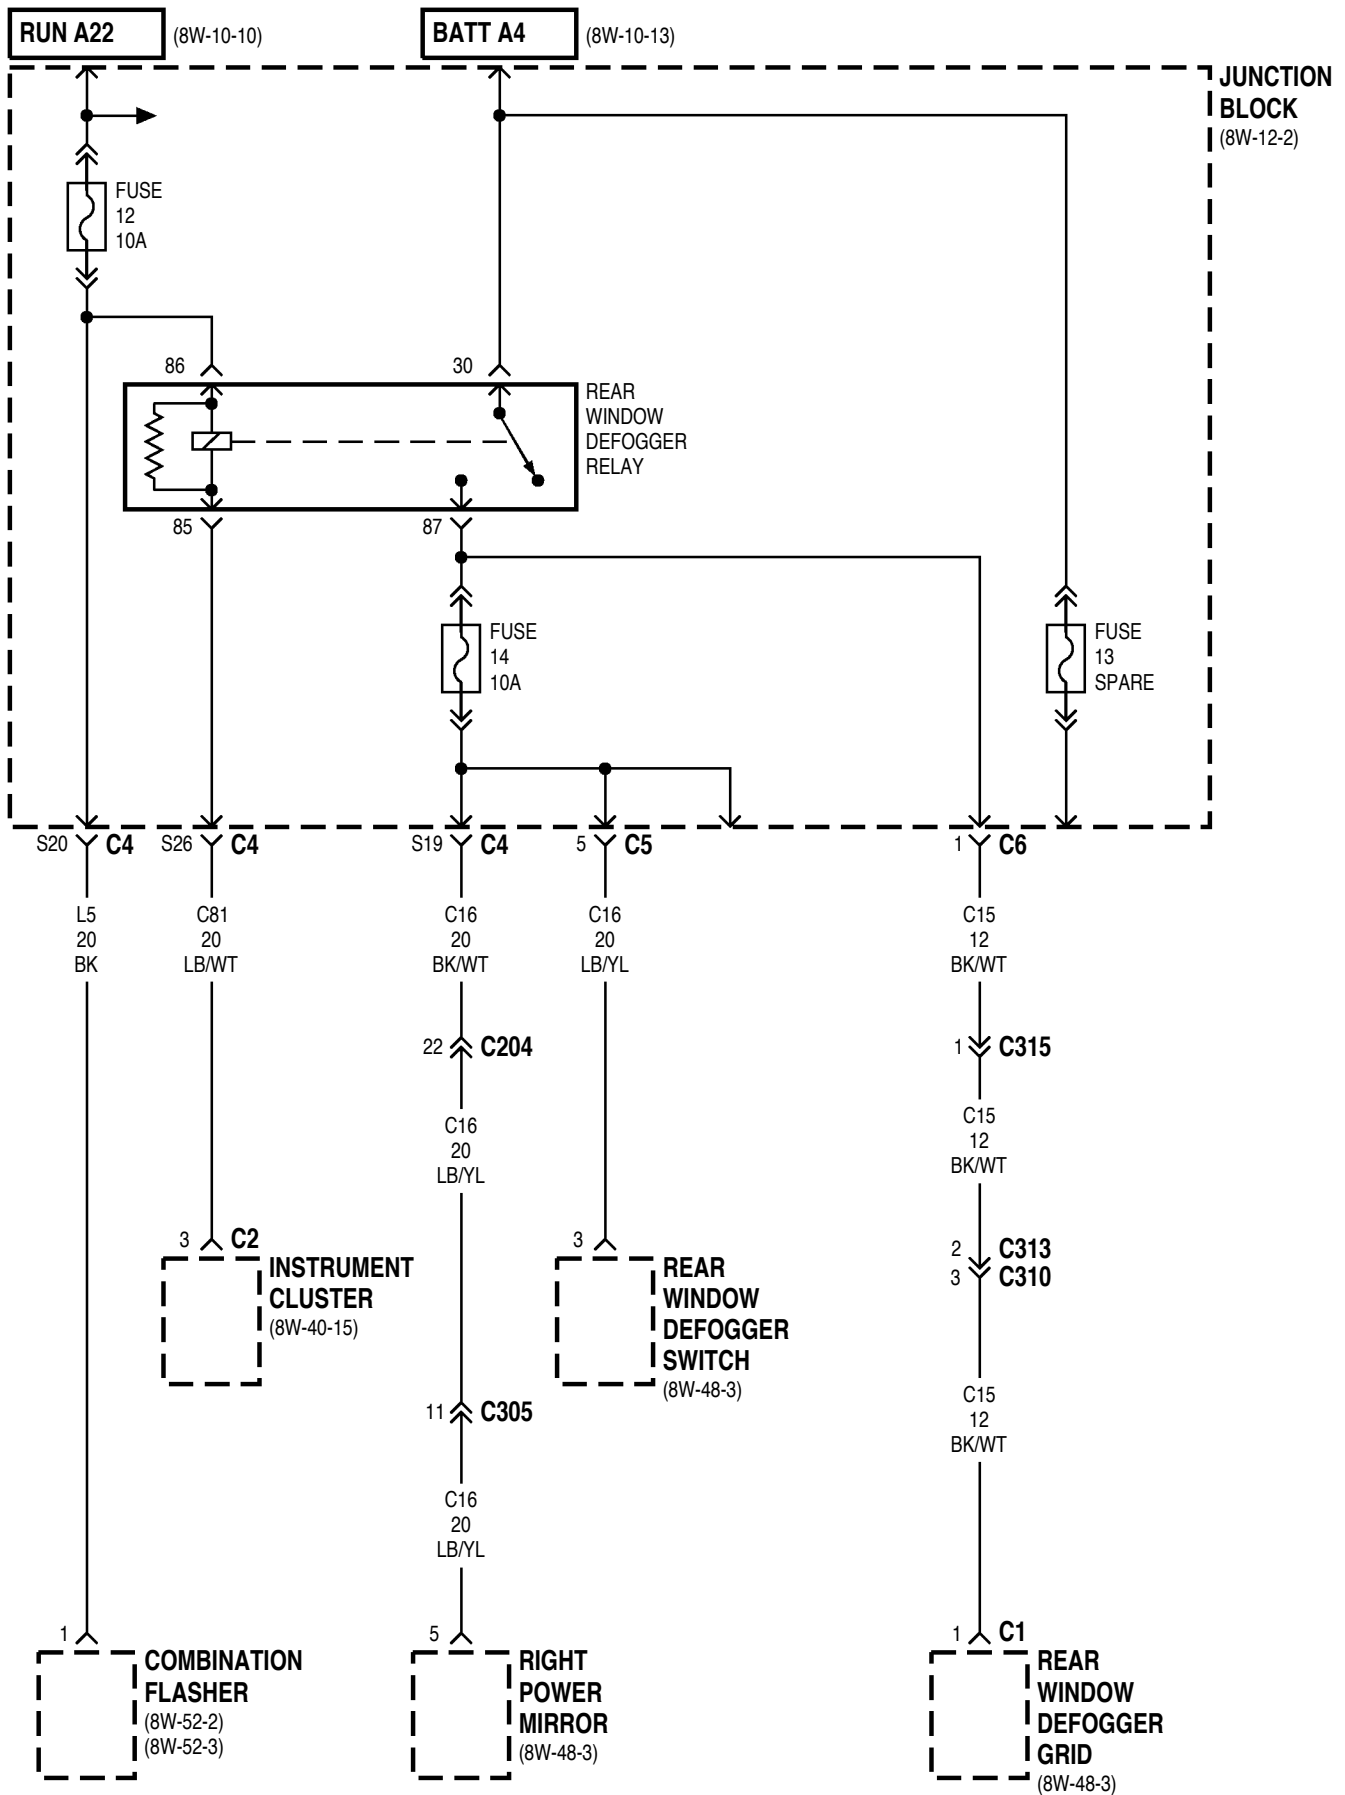 RUN A22
(8W-10-10)
BATT A4
(8W-10-13)
JUNCTION
BLOCK
(8W-12-2)
FUSE
12
10A
86
30
REAR
WINDOW
DEFOGGER
RELAY
85
87
FUSE
14
10A
FUSE
13
SPARE
S20
C4
S26
C4
S19
C4
5
C5
1
C6
L5
20
BK
C81
20
LB/WT
C16
20
BK/WT
C16
20
LB/YL
C15
12
BK/WT
22
C204
1
C315
C16
20
LB/YL
C15
12
BK/WT
3
C2
INSTRUMENT
CLUSTER
(8W-40-15)
3
REAR
WINDOW
DEFOGGER
SWITCH
(8W-48-3)
2
C313
3
C310
11
C305
C15
12
BK/WT
C16
20
LB/YL
1
COMBINATION
FLASHER
(8W-52-2)
(8W-52-3)
5
RIGHT
POWER
MIRROR
(8W-48-3)
1
C1
REAR
WINDOW
DEFOGGER
GRID
(8W-48-3)